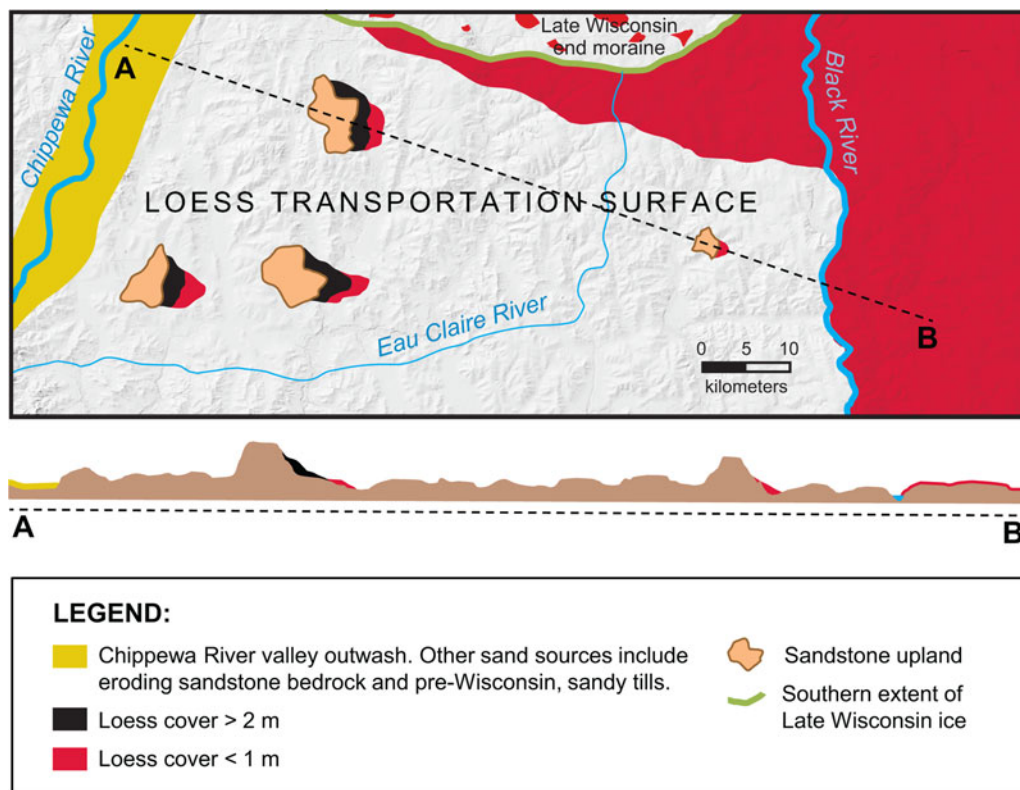 Late Wisconsin
end moraine
A
Chippewa River
Black River
LOESS TRANSPORTATION SURFACE
Eau Claire River
B
0 5 10
kilometers
A
B
LEGEND:
Chippewa River valley outwash. Other sand sources include
eroding sandstone bedrock and pre-Wisconsin, sandy tills.
Loess cover > 2 m
Loess cover < 1 m
Sandstone upland
Southern extent of
Late Wisconsin ice